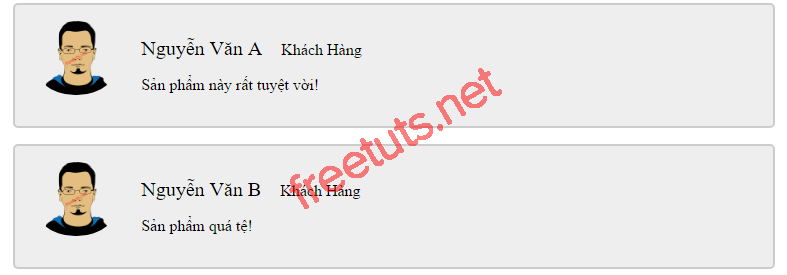 Nguyễn Văn A Khách Hàng
Sản phẩm này rất tuyệt vời!
freetuts.net
Nguyễn Văn B Khách Hàng
Sản phẩm quá tệ!